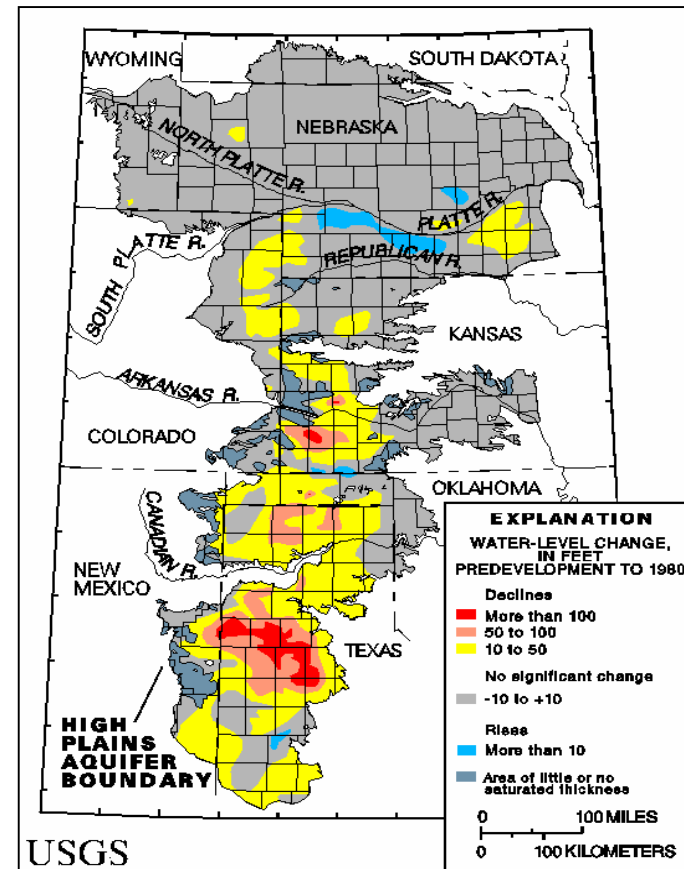 WYOMING
SOUTH DAKOTA
NEBRASKA
NORTH PLATTE R.
PLATTE R.
REPUBLICAN R.
SOUTH PLATTE R.
KANSAS
ARKANSAS R.
COLORADO
OKLAHOMA
CANADIAN R.
NEW
MEXICO
TEXAS
HIGH
PLAINS
AQUIFER
BOUNDARY
EXPLANATION
WATER-LEVEL CHANGE,
IN FEET
PREDEVELOPMENT TO 1980
Declines
More than 100
50 to 100
10 to 50
No significant change
-10 to +10
Rises
More than 10
Area of little or no
saturated thickness
0 100 MILES
0 100 KILOMETERS
USGS